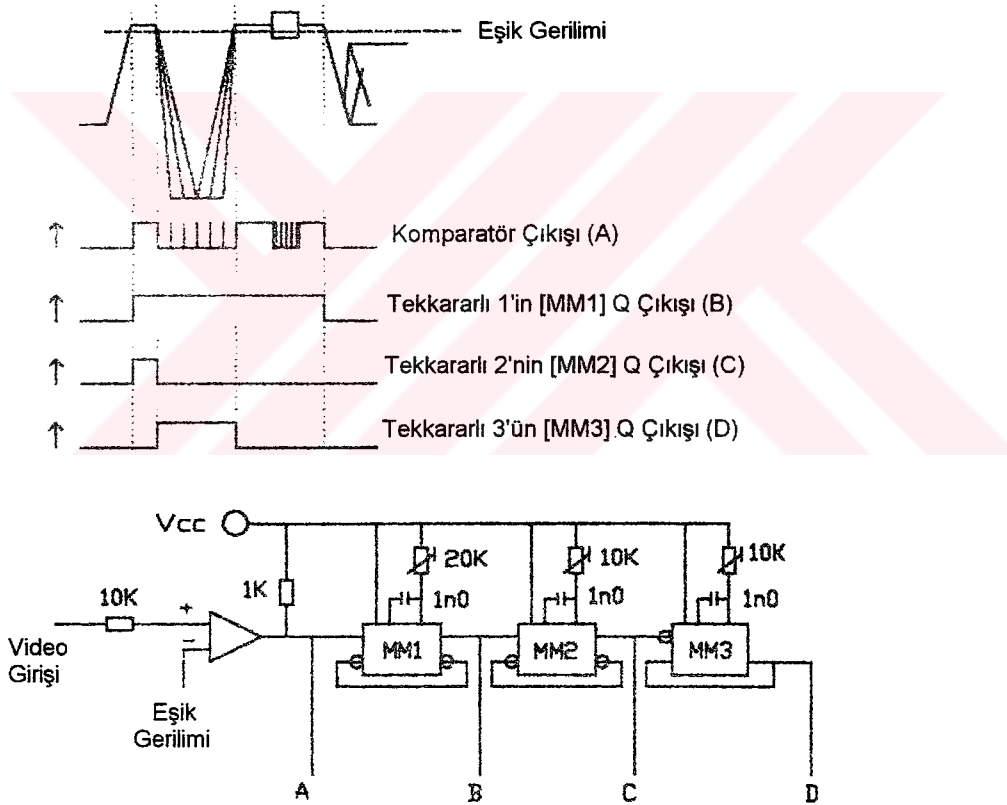 Eşik Gerilimi
Komparatör Çıkışı (A)
Tekkararlı 1'in [MM1] Q Çıkışı (B)
Tekkararlı 2'nin [MM2] Q Çıkışı (C)
Tekkararlı 3'ün [MM3] Q Çıkışı (D)
Vcc
20K
10K
10K
1K
10K
1n0
1n0
1n0
+
−
MM1
MM2
MM3
Video
Girişi
Eşik
Gerilimi
A
B
C
D